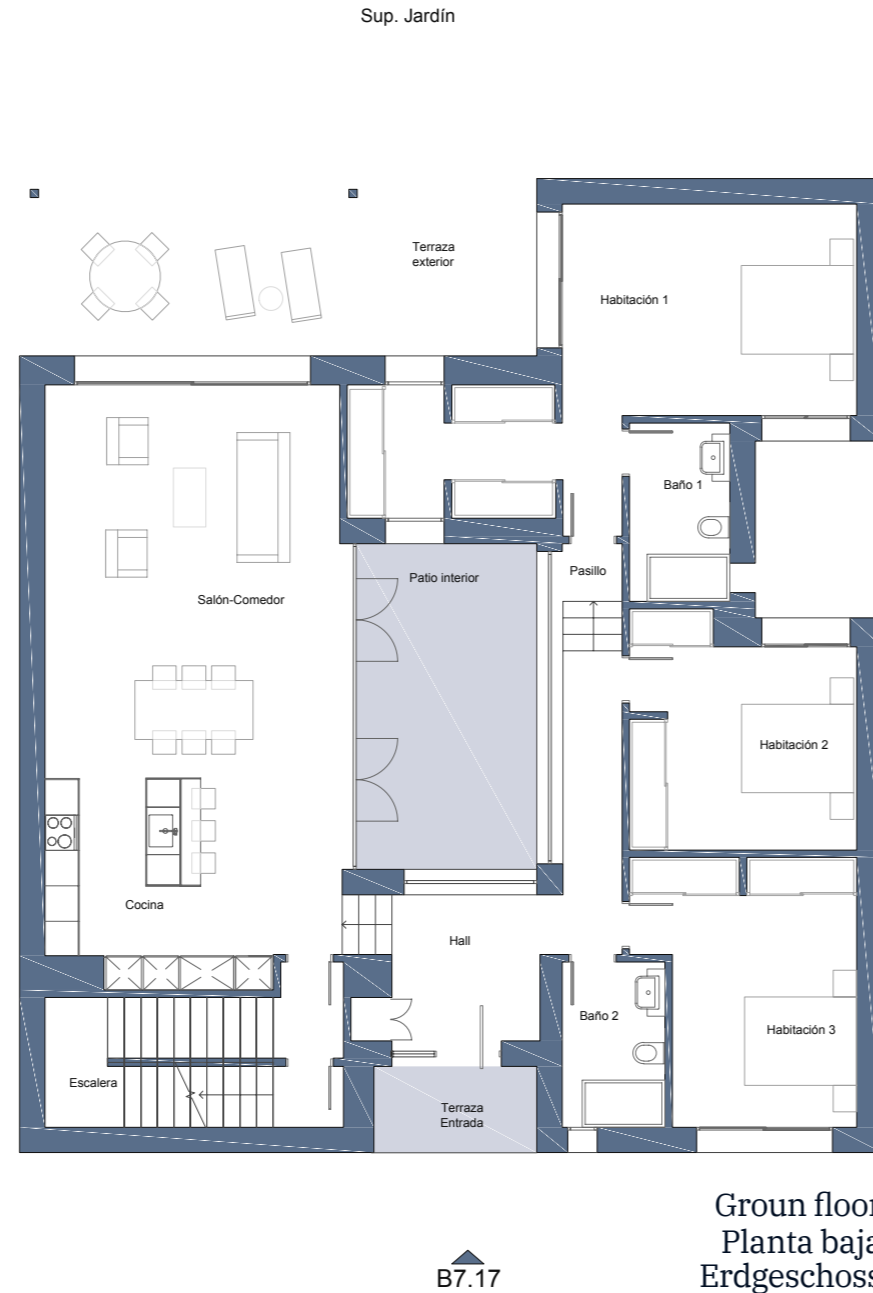 Sup. Jardín
Terraza
exterior
Habitación 1
Baño 1
Pasillo
Patio interior
Salón-Comedor
Habitación 2
Cocina
Hall
Baño 2
Habitación 3
Escalera
Terraza
Entrada
Groun floor
Planta baja
Erdgeschoss
B7.17